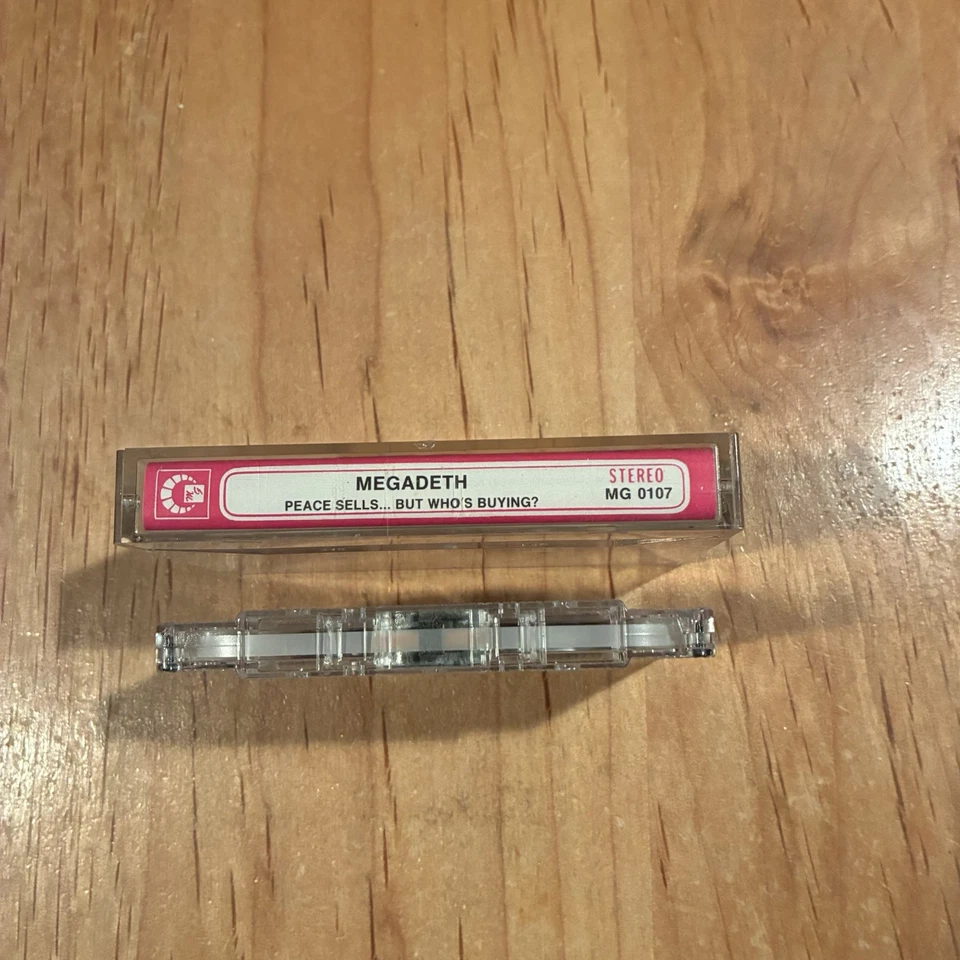 MEGADETH
PEACE SELLS... BUT WHO'S BUYING?
STEREO
MG 0107